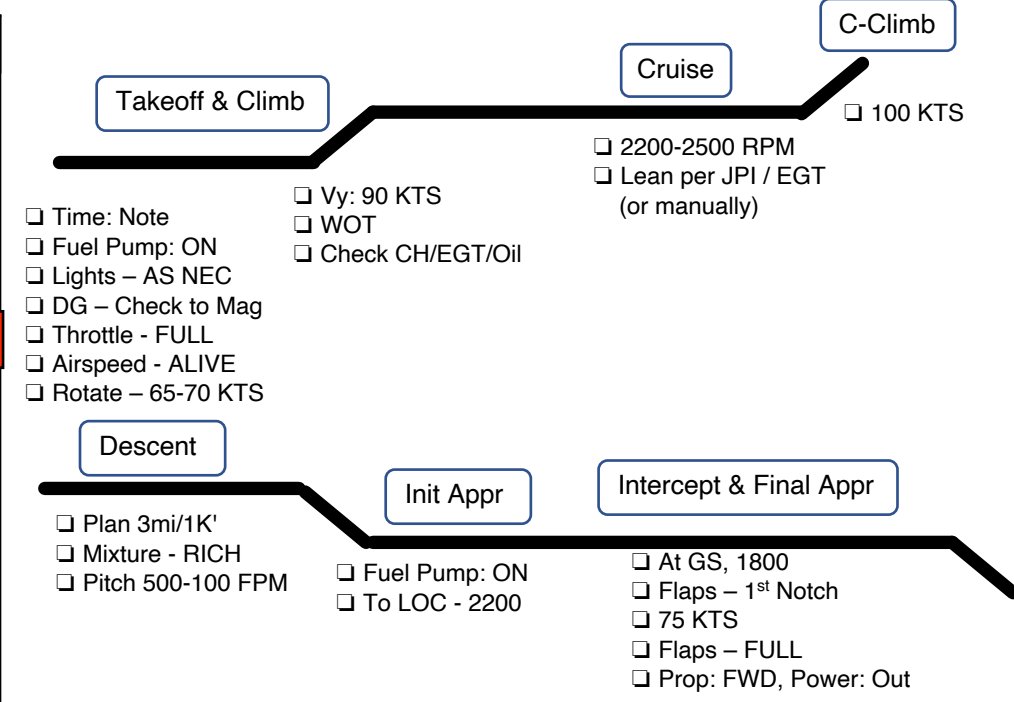 C-Climb
Cruise
Takeoff & Climb
❏ 100 KTS
❏ 2200-2500 RPM
❏ Lean per JPI / EGT
(or manually)
❏ Vy: 90 KTS
❏ WOT
❏ Check CH/EGT/Oil
❏ Time: Note
❏ Fuel Pump: ON
❏ Lights – AS NEC
❏ DG – Check to Mag
❏ Throttle - FULL
❏ Airspeed - ALIVE
❏ Rotate – 65-70 KTS
Descent
Init Appr
Intercept & Final Appr
❏ Plan 3mi/1K'
❏ Mixture - RICH
❏ Pitch 500-100 FPM
❏ Fuel Pump: ON
❏ To LOC - 2200
❏ At GS, 1800
❏ Flaps – 1st Notch
❏ 75 KTS
❏ Flaps – FULL
❏ Prop: FWD, Power: Out